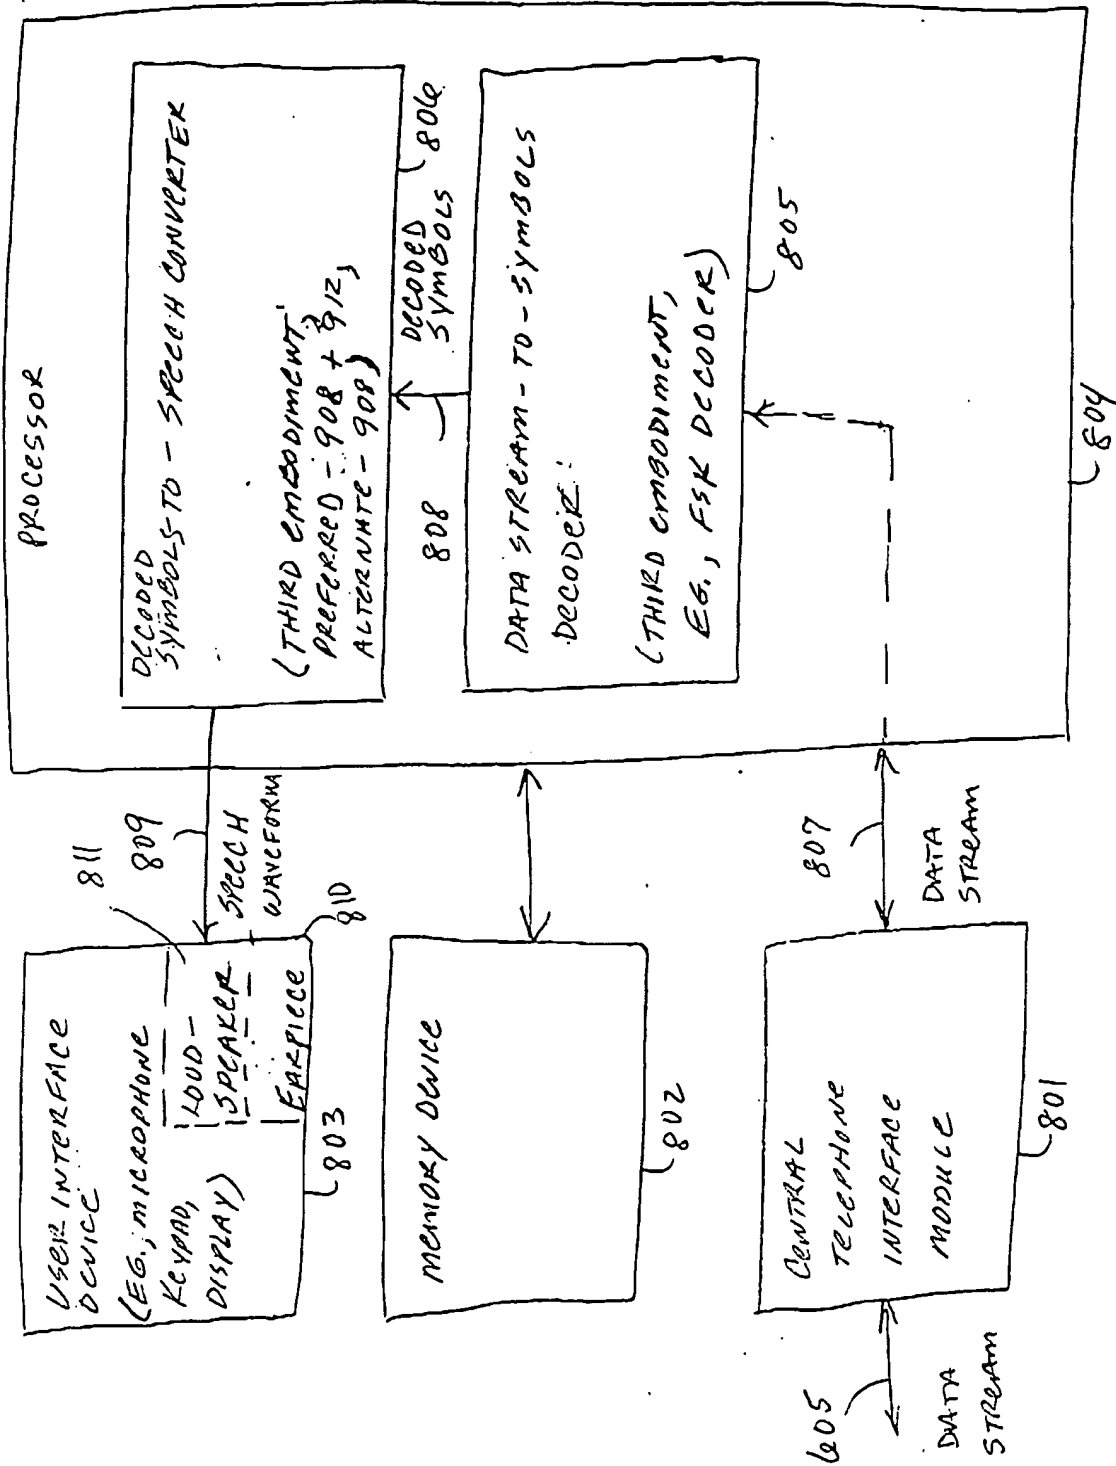 PROCESSOR
DECODED
SYMBOLS-TO-SPEECH CONVERTER
(THIRD EMBODIMENT,
PREFERRED - 908 + 912,
ALTERNATE - 908)
806
DECODED
SYMBOLS
808
DATA STREAM-TO-SYMBOLS
DECODER
(THIRD EMBODIMENT,
EG., FSK DECODER)
805
804
811
809
SPEECH
WAVEFORM
810
USER INTERFACE
DEVICE
(EG., MICROPHONE
KEYPAD,
DISPLAY)
LOUD-
SPEAKER
EARPIECE
803
MEMORY DEVICE
802
807
DATA
STREAM
CENTRAL
TELEPHONE
INTERFACE
MODULE
801
605
DATA
STREAM